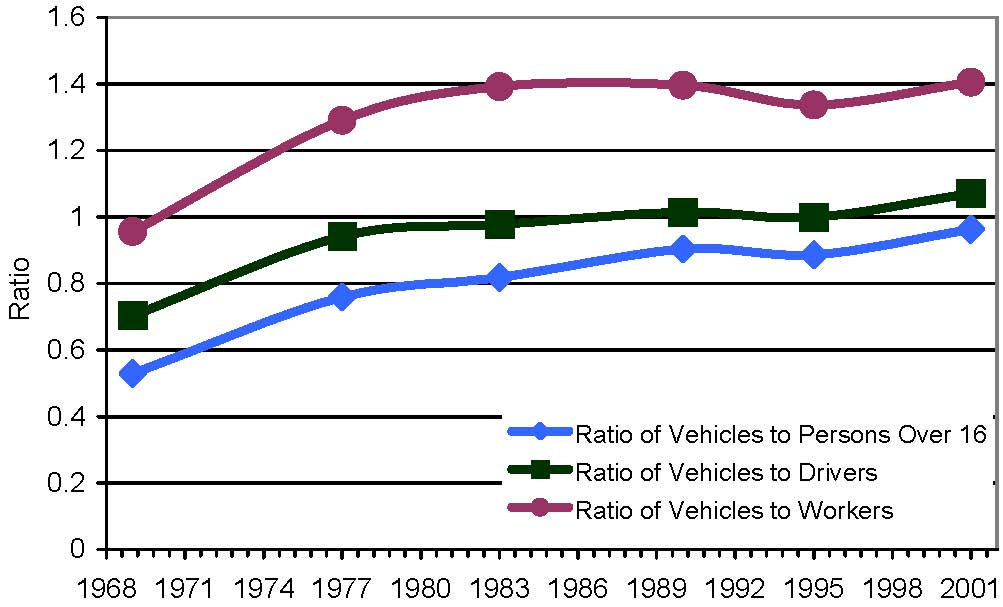 1.6
1.4
1.2
1
0.8
0.6
0.4
0.2
0
Ratio
Ratio of Vehicles to Persons Over 16
Ratio of Vehicles to Drivers
Ratio of Vehicles to Workers
1968 1971 1974 1977 1980 1983 1986 1989 1992 1995 1998 2001